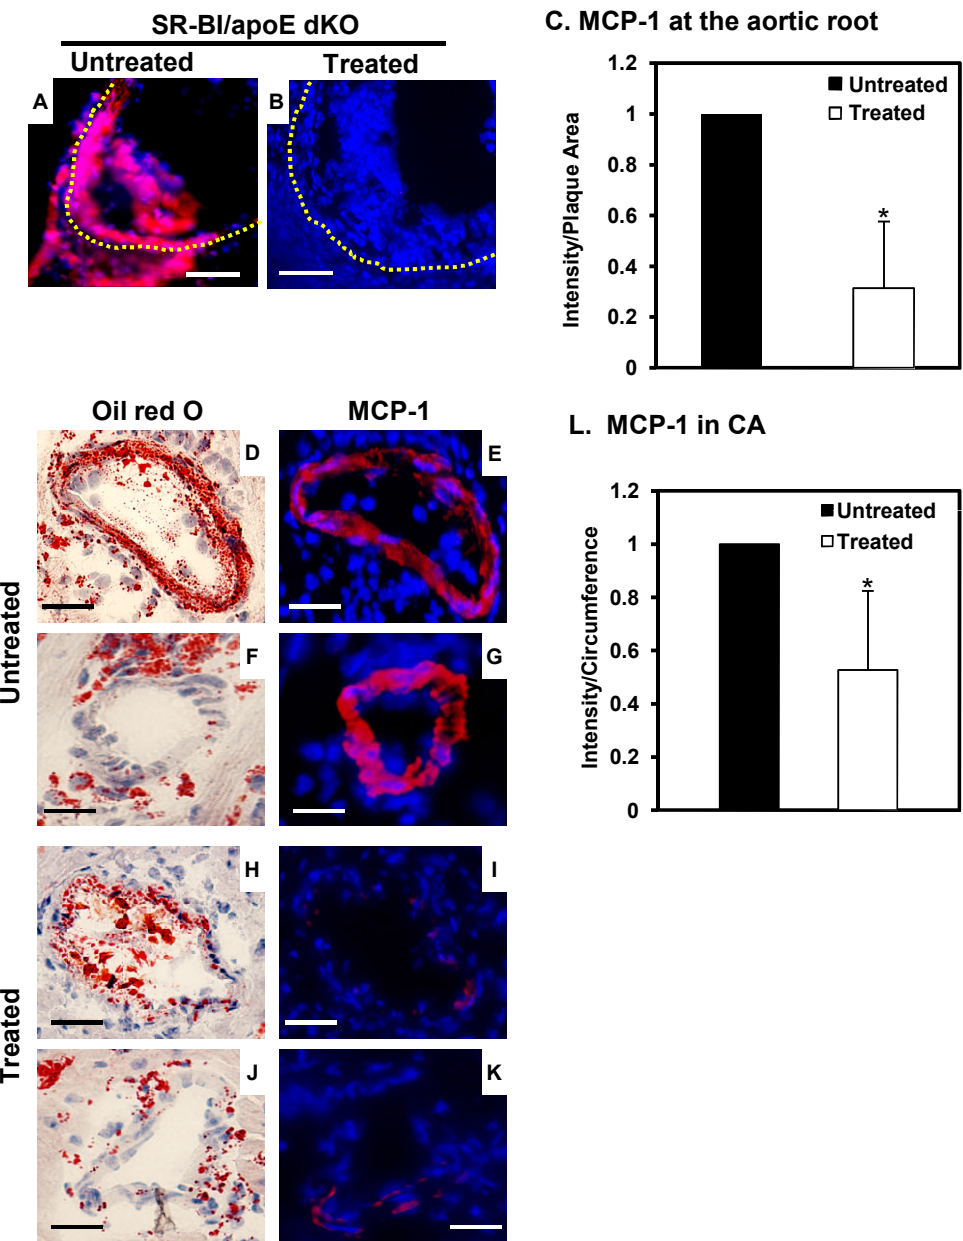 SR-BI/apoE dKO
Untreated
Treated
A
B
C. MCP-1 at the aortic root
1.2
1
0.8
0.6
0.4
0.2
0
Intensity/Plaque Area
Untreated
Treated
*
Oil red O
MCP-1
Untreated
D
E
F
G
Treated
H
I
J
K
L. MCP-1 in CA
1.2
1
0.8
0.6
0.4
0.2
0
Intensity/Circumference
Untreated
Treated
*